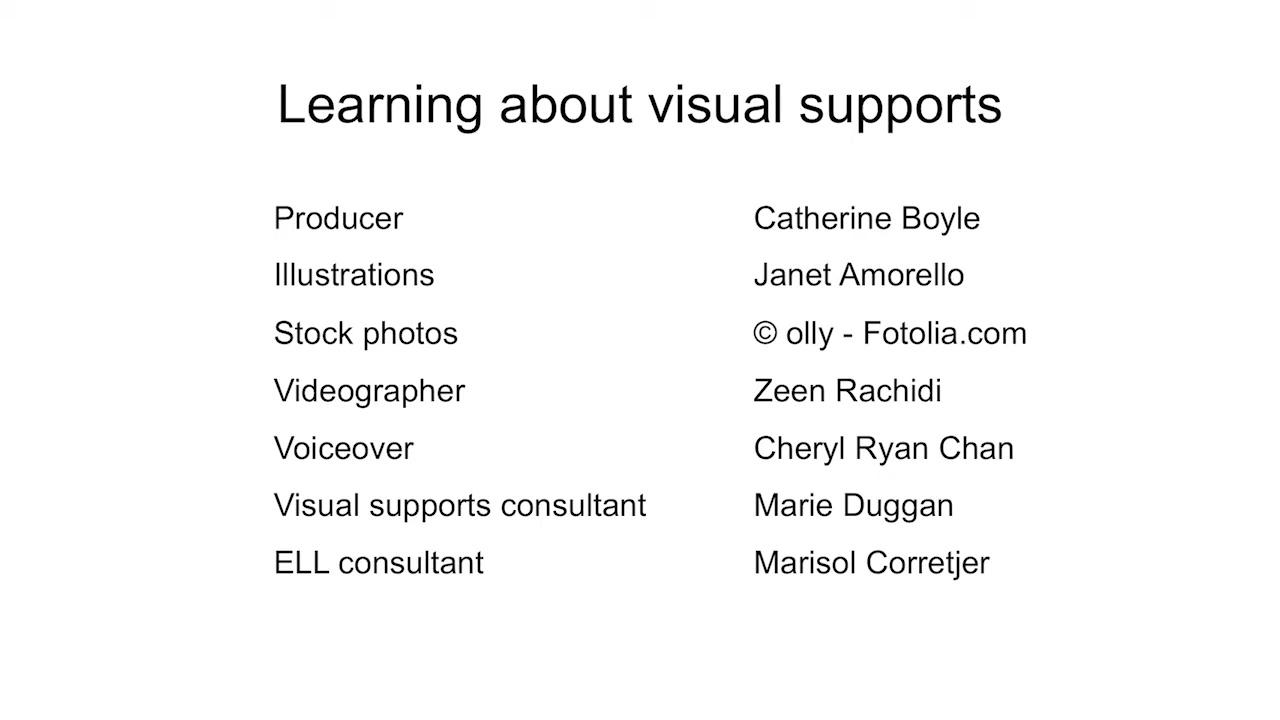 Learning about visual supports
Producer Catherine Boyle
Illustrations Janet Amorello
Stock photos © olly - Fotolia.com
Videographer Zeen Rachidi
Voiceover Cheryl Ryan Chan
Visual supports consultant Marie Duggan
ELL consultant Marisol Corretjer